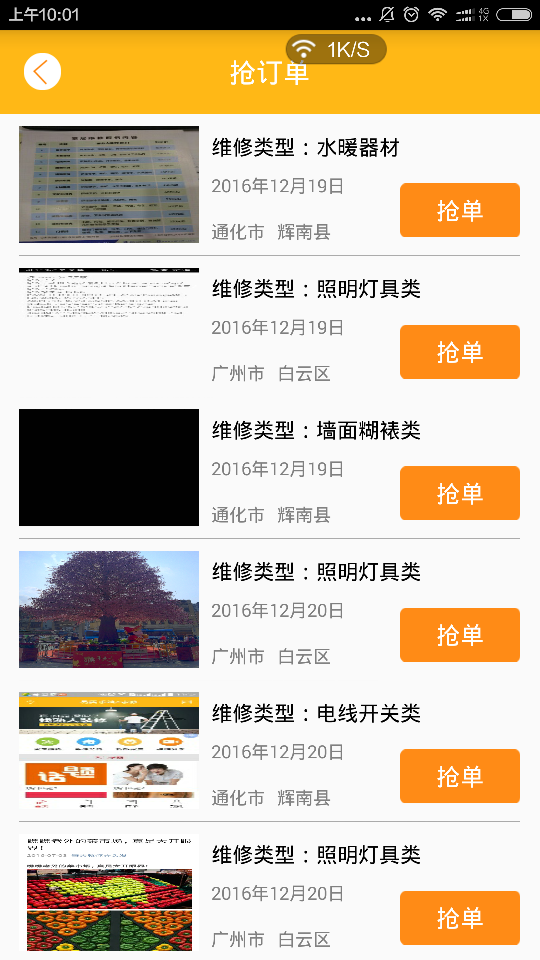 上午10:01
4G
1X
1K/S
抢订单
维修类型：水暖器材
2016年12月19日
抢单
通化市 辉南县
维修类型：照明灯具类
2016年12月19日
抢单
广州市 白云区
维修类型：墙面糊裱类
2016年12月19日
抢单
通化市 辉南县
维修类型：照明灯具类
2016年12月20日
抢单
广州市 白云区
维修类型：电线开关类
2016年12月20日
抢单
通化市 辉南县
维修类型：照明灯具类
2016年12月20日
抢单
广州市 白云区